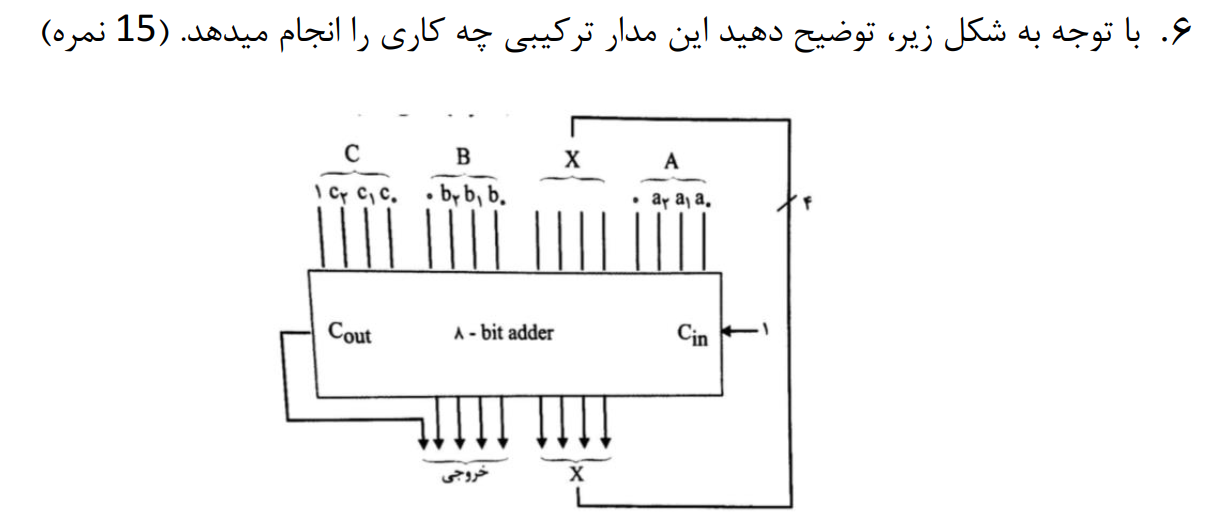 ۶. با توجه به شکل زیر، توضیح دهید این مدار ترکیبی چه کاری را انجام میدهد. (15 نمره)
C B X A
۱ c۲ c۱ c۰ ۰ b۲ b۱ b۰ ۰ a۲ a۱ a۰ ۴
Cout ۸ - bit adder Cin ۱
خروجی X